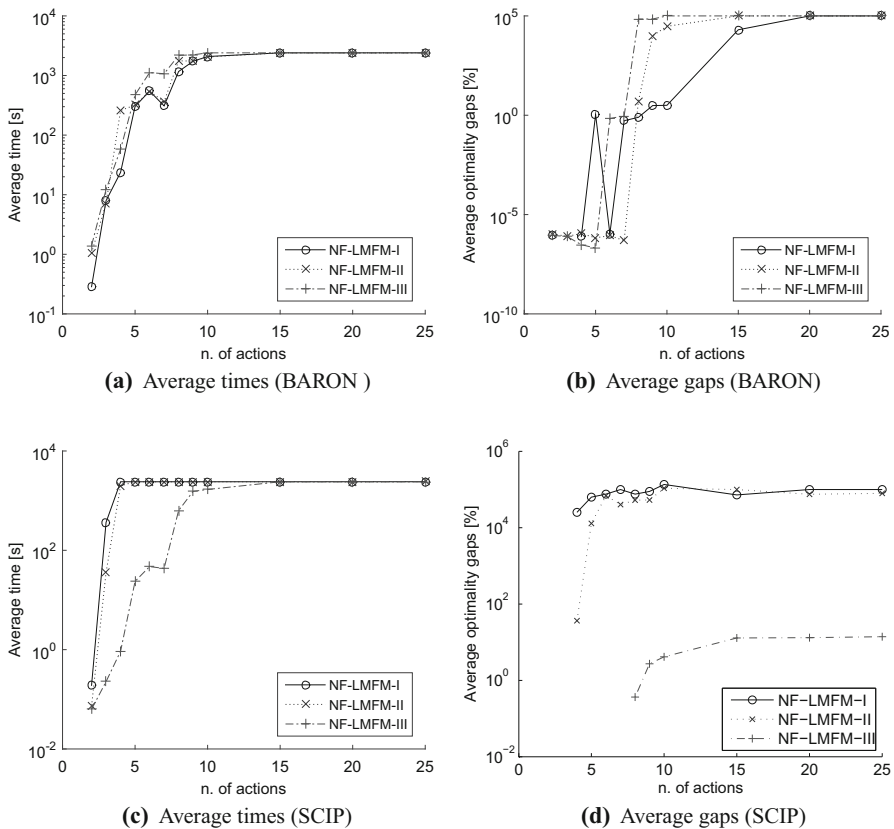 10^4
10^3
10^2
10^1
10^0
10^-1
0 5 10 15 20 25
Average time [s]
n. of actions
NF-LMFM-I
NF-LMFM-II
NF-LMFM-III
(a) Average times (BARON )
10^5
10^0
10^-5
10^-10
0 5 10 15 20 25
Average optimality gaps [%]
n. of actions
NF-LMFM-I
NF-LMFM-II
NF-LMFM-III
(b) Average gaps (BARON)
10^4
10^2
10^0
10^-2
0 5 10 15 20 25
Average time [s]
n. of actions
NF-LMFM-I
NF-LMFM-II
NF-LMFM-III
(c) Average times (SCIP)
10^6
10^4
10^2
10^0
10^-2
0 5 10 15 20 25
Average optimality gaps [%]
n. of actions
NF−LMFM−I
NF−LMFM−II
NF−LMFM−III
(d) Average gaps (SCIP)